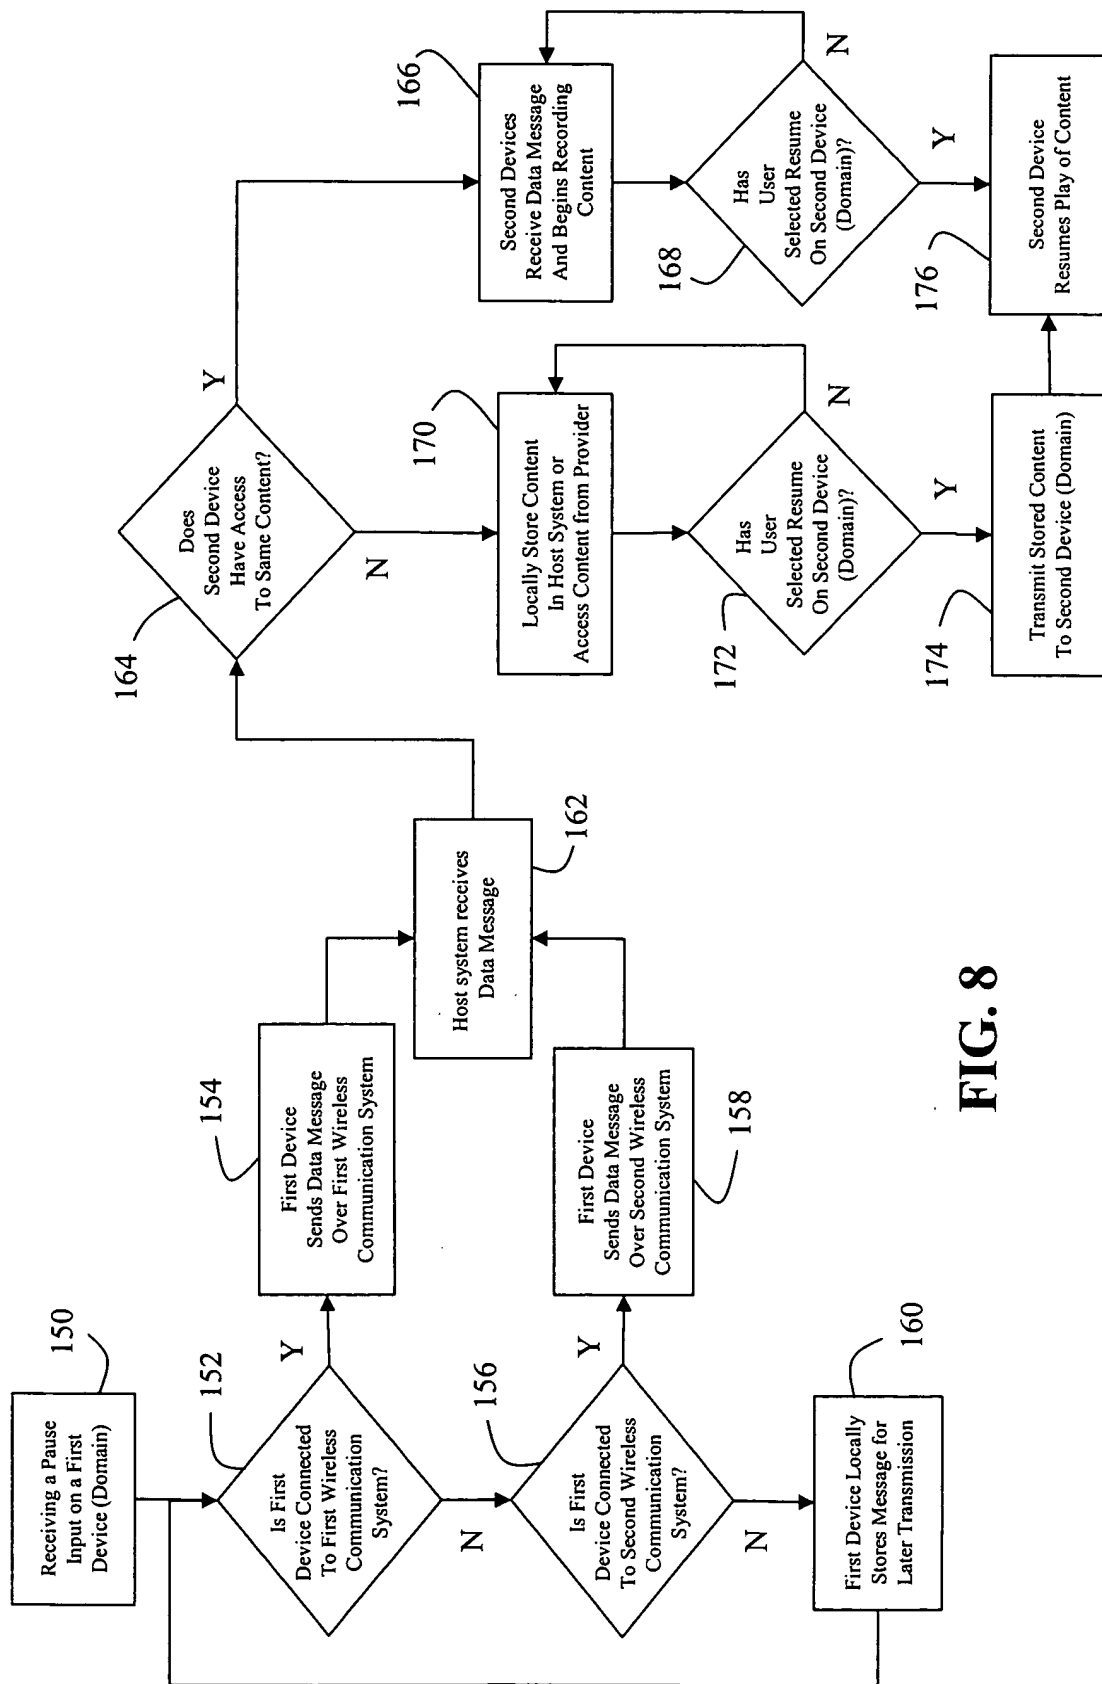 150
Receiving a Pause
Input on a First
Device (Domain)
152
Is First
Device Connected
To First Wireless
Communication
System?
Y
N
154
First Device
Sends Data Message
Over First Wireless
Communication System
156
Is First
Device Connected
To Second Wireless
Communication
System?
Y
N
158
First Device
Sends Data Message
Over Second Wireless
Communication System
160
First Device Locally
Stores Message for
Later Transmission
162
Host system receives
Data Message
164
Does
Second Device
Have Access
To Same Content?
Y
N
166
Second Devices
Receive Data Message
And Begins Recording
Content
168
Has
User
Selected Resume
On Second Device
(Domain)?
N
Y
170
Locally Store Content
In Host System or
Access Content from Provider
172
Has
User
Selected Resume
On Second Device
(Domain)?
N
Y
174
Transmit Stored Content
To Second Device (Domain)
176
Second Device
Resumes Play of Content
FIG. 8